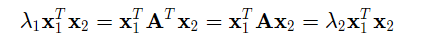 λ₁x₁ᵀx₂ = x₁ᵀAᵀx₂ = x₁ᵀAx₂ = λ₂x₁ᵀx₂